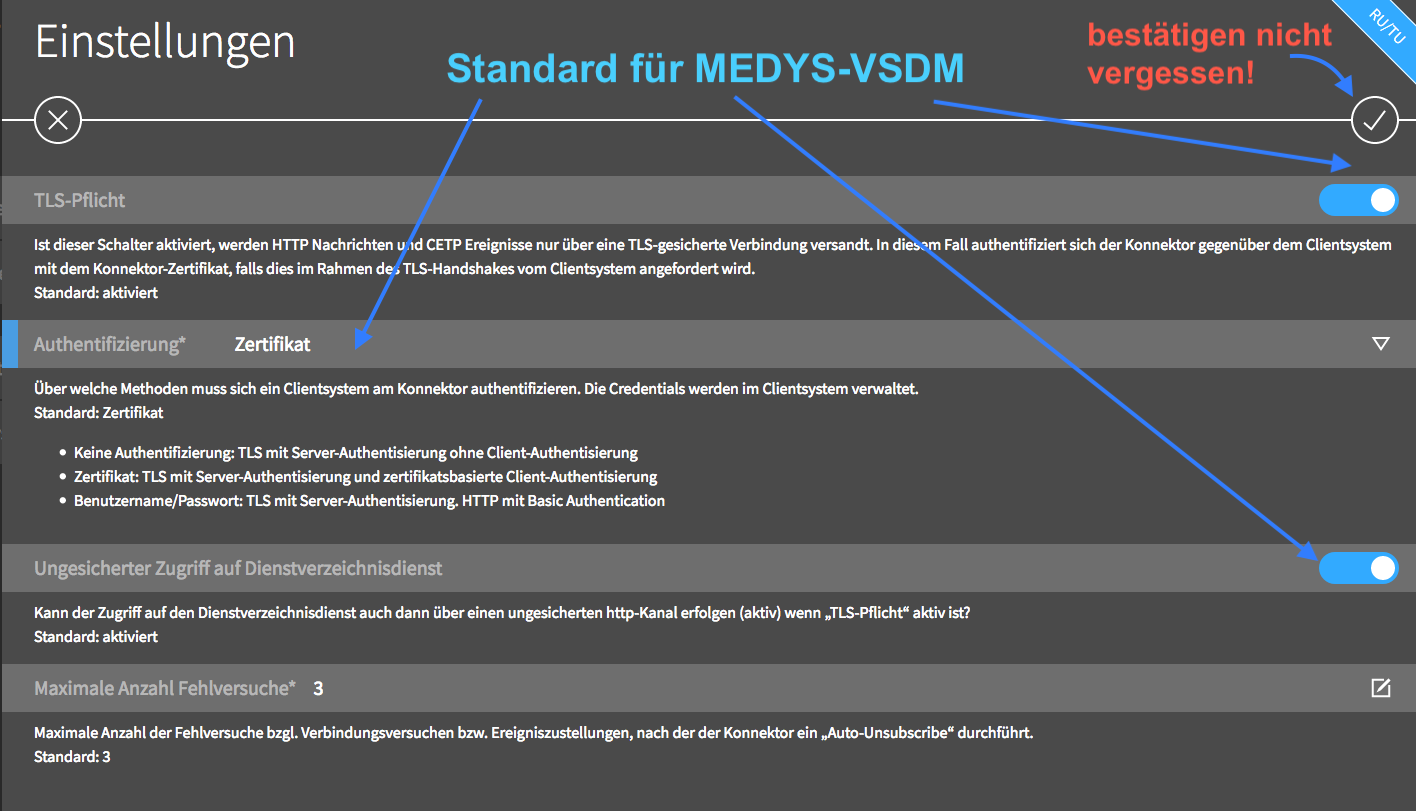 Einstellungen
Standard für MEDYS-VSDM
bestätigen nicht
vergessen!
RU/TU
TLS-Pflicht
Ist dieser Schalter aktiviert, werden HTTP Nachrichten und CETP Ereignisse nur über eine TLS-gesicherte Verbindung versandt. In diesem Fall authentifiziert sich der Konnektor gegenüber dem Clientsystem
mit dem Konnektor-Zertifikat, falls dies im Rahmen des TLS-Handshakes vom Clientsystem angefordert wird.
Standard: aktiviert
Authentifizierung* Zertifikat
Über welche Methoden muss sich ein Clientsystem am Konnektor authentifizieren. Die Credentials werden im Clientsystem verwaltet.
Standard: Zertifikat
• Keine Authentifizierung: TLS mit Server-Authentisierung ohne Client-Authentisierung
• Zertifikat: TLS mit Server-Authentisierung und zertifikatsbasierte Client-Authentisierung
• Benutzername/Passwort: TLS mit Server-Authentisierung. HTTP mit Basic Authentication
Ungesicherter Zugriff auf Dienstverzeichnisdienst
Kann der Zugriff auf den Dienstverzeichnisdienst auch dann über einen ungesicherten http-Kanal erfolgen (aktiv) wenn „TLS-Pflicht“ aktiv ist?
Standard: aktiviert
Maximale Anzahl Fehlversuche* 3
Maximale Anzahl der Fehlversuche bzgl. Verbindungsversuchen bzw. Ereigniszustellungen, nach der der Konnektor ein „Auto-Unsubscribe“ durchführt.
Standard: 3